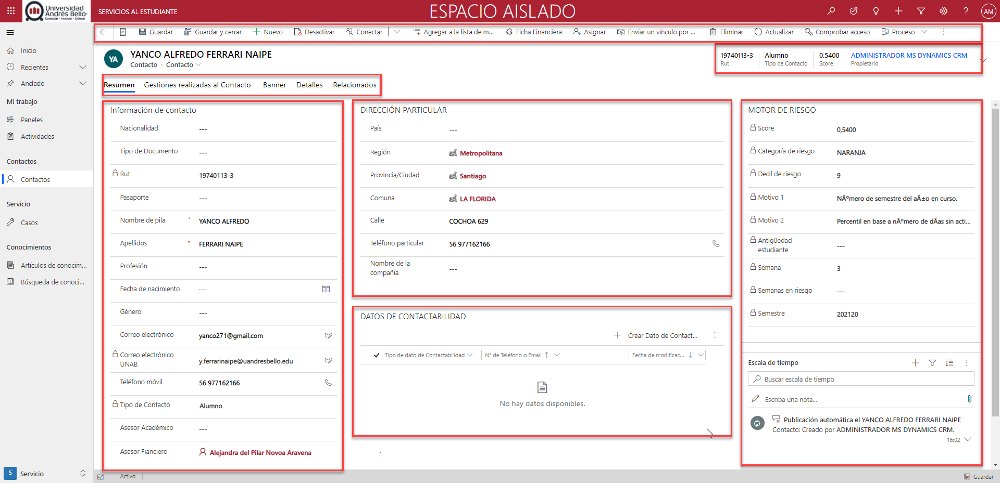 Universidad
Andrés Bello
Conectar - Innovar - Liderar
SERVICIOS AL ESTUDIANTE
ESPACIO AISLADO
AM
Guardar
Guardar y cerrar
Nuevo
Desactivar
Conectar
Agregar a la lista de m...
Ficha Financiera
Asignar
Enviar un vínculo por ...
Eliminar
Actualizar
Comprobar acceso
Proceso
Inicio
Recientes
Anclado
Mi trabajo
Paneles
Actividades
Contactos
Contactos
Servicio
Casos
Conocimientos
Artículos de conocim...
Búsqueda de conoci...
S
Servicio
YA
YANCO ALFREDO FERRARI NAIPE
Contacto · Contacto
19740113-3
Rut
Alumno
Tipo de Contacto
0,5400
Score
ADMINISTRADOR MS DYNAMICS CRM
Propietario
Resumen
Gestiones realizadas al Contacto
Banner
Detalles
Relacionados
Información de contacto
Nacionalidad ---
Tipo de Documento ---
Rut 19740113-3
Pasaporte ---
Nombre de pila YANCO ALFREDO
Apellidos * FERRARI NAIPE
Profesión ---
Fecha de nacimiento ---
Género ---
Correo electrónico yanco271@gmail.com
Correo electrónico
UNAB y.ferrarinaipe@uandresbello.edu
Teléfono móvil 56 977162166
Tipo de Contacto Alumno
Asesor Académico ---
Asesor Fianciero Alejandra del Pilar Novoa Aravena
DIRECCIÓN PARTICULAR
País ---
Región Metropolitana
Provincia/Ciudad Santiago
Comuna LA FLORIDA
Calle COCHOA 629
Teléfono particular 56 977162166
Nombre de la
compañía ---
DATOS DE CONTACTABILIDAD
Crear Dato de Contact...
Tipo de dato de Contactabilidad
N° de Teléfono o Email
Fecha de modificac...
No hay datos disponibles.
MOTOR DE RIESGO
Score 0,5400
Categoría de riesgo NARANJA
Decil de riesgo 9
Motivo 1 NÃºmero de semestre del aÃ±o en curso.
Motivo 2 Percentil en base a nÃºmero de dÃ­as sin acti...
Antigüedad
estudiante ---
Semana 3
Semanas en riesgo ---
Semestre 202120
Escala de tiempo
Buscar escala de tiempo
Escriba una nota...
Publicación automática el YANCO ALFREDO FERRARI NAIPE
Contacto: Creado por ADMINISTRADOR MS DYNAMICS CRM.
16:02
Activo
Guardar